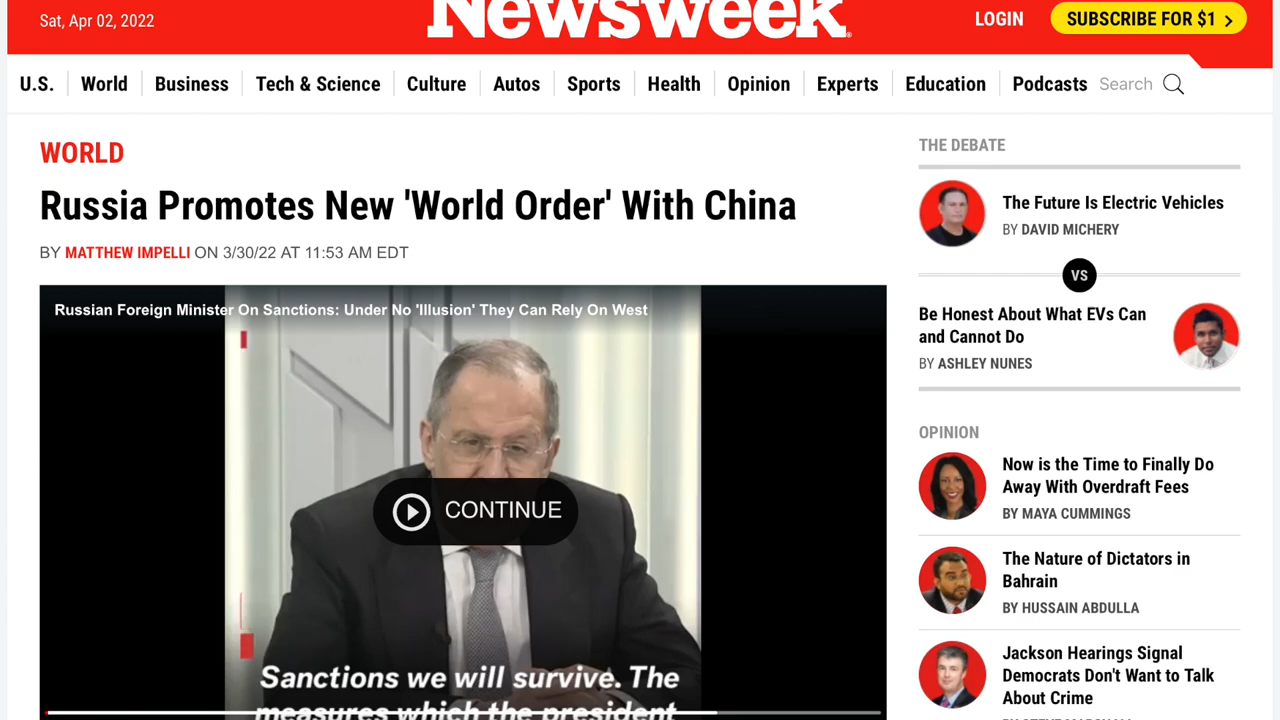 Sat, Apr 02, 2022
Newsweek
LOGIN
SUBSCRIBE FOR $1 >
U.S.
World
Business
Tech & Science
Culture
Autos
Sports
Health
Opinion
Experts
Education
Podcasts
Search
WORLD
Russia Promotes New 'World Order' With China
BY MATTHEW IMPELLI ON 3/30/22 AT 11:53 AM EDT
Russian Foreign Minister On Sanctions: Under No 'Illusion' They Can Rely On West
CONTINUE
Sanctions we will survive. The
measures which the president
THE DEBATE
The Future Is Electric Vehicles
BY DAVID MICHERY
VS
Be Honest About What EVs Can
and Cannot Do
BY ASHLEY NUNES
OPINION
Now is the Time to Finally Do
Away With Overdraft Fees
BY MAYA CUMMINGS
The Nature of Dictators in
Bahrain
BY HUSSAIN ABDULLA
Jackson Hearings Signal
Democrats Don't Want to Talk
About Crime